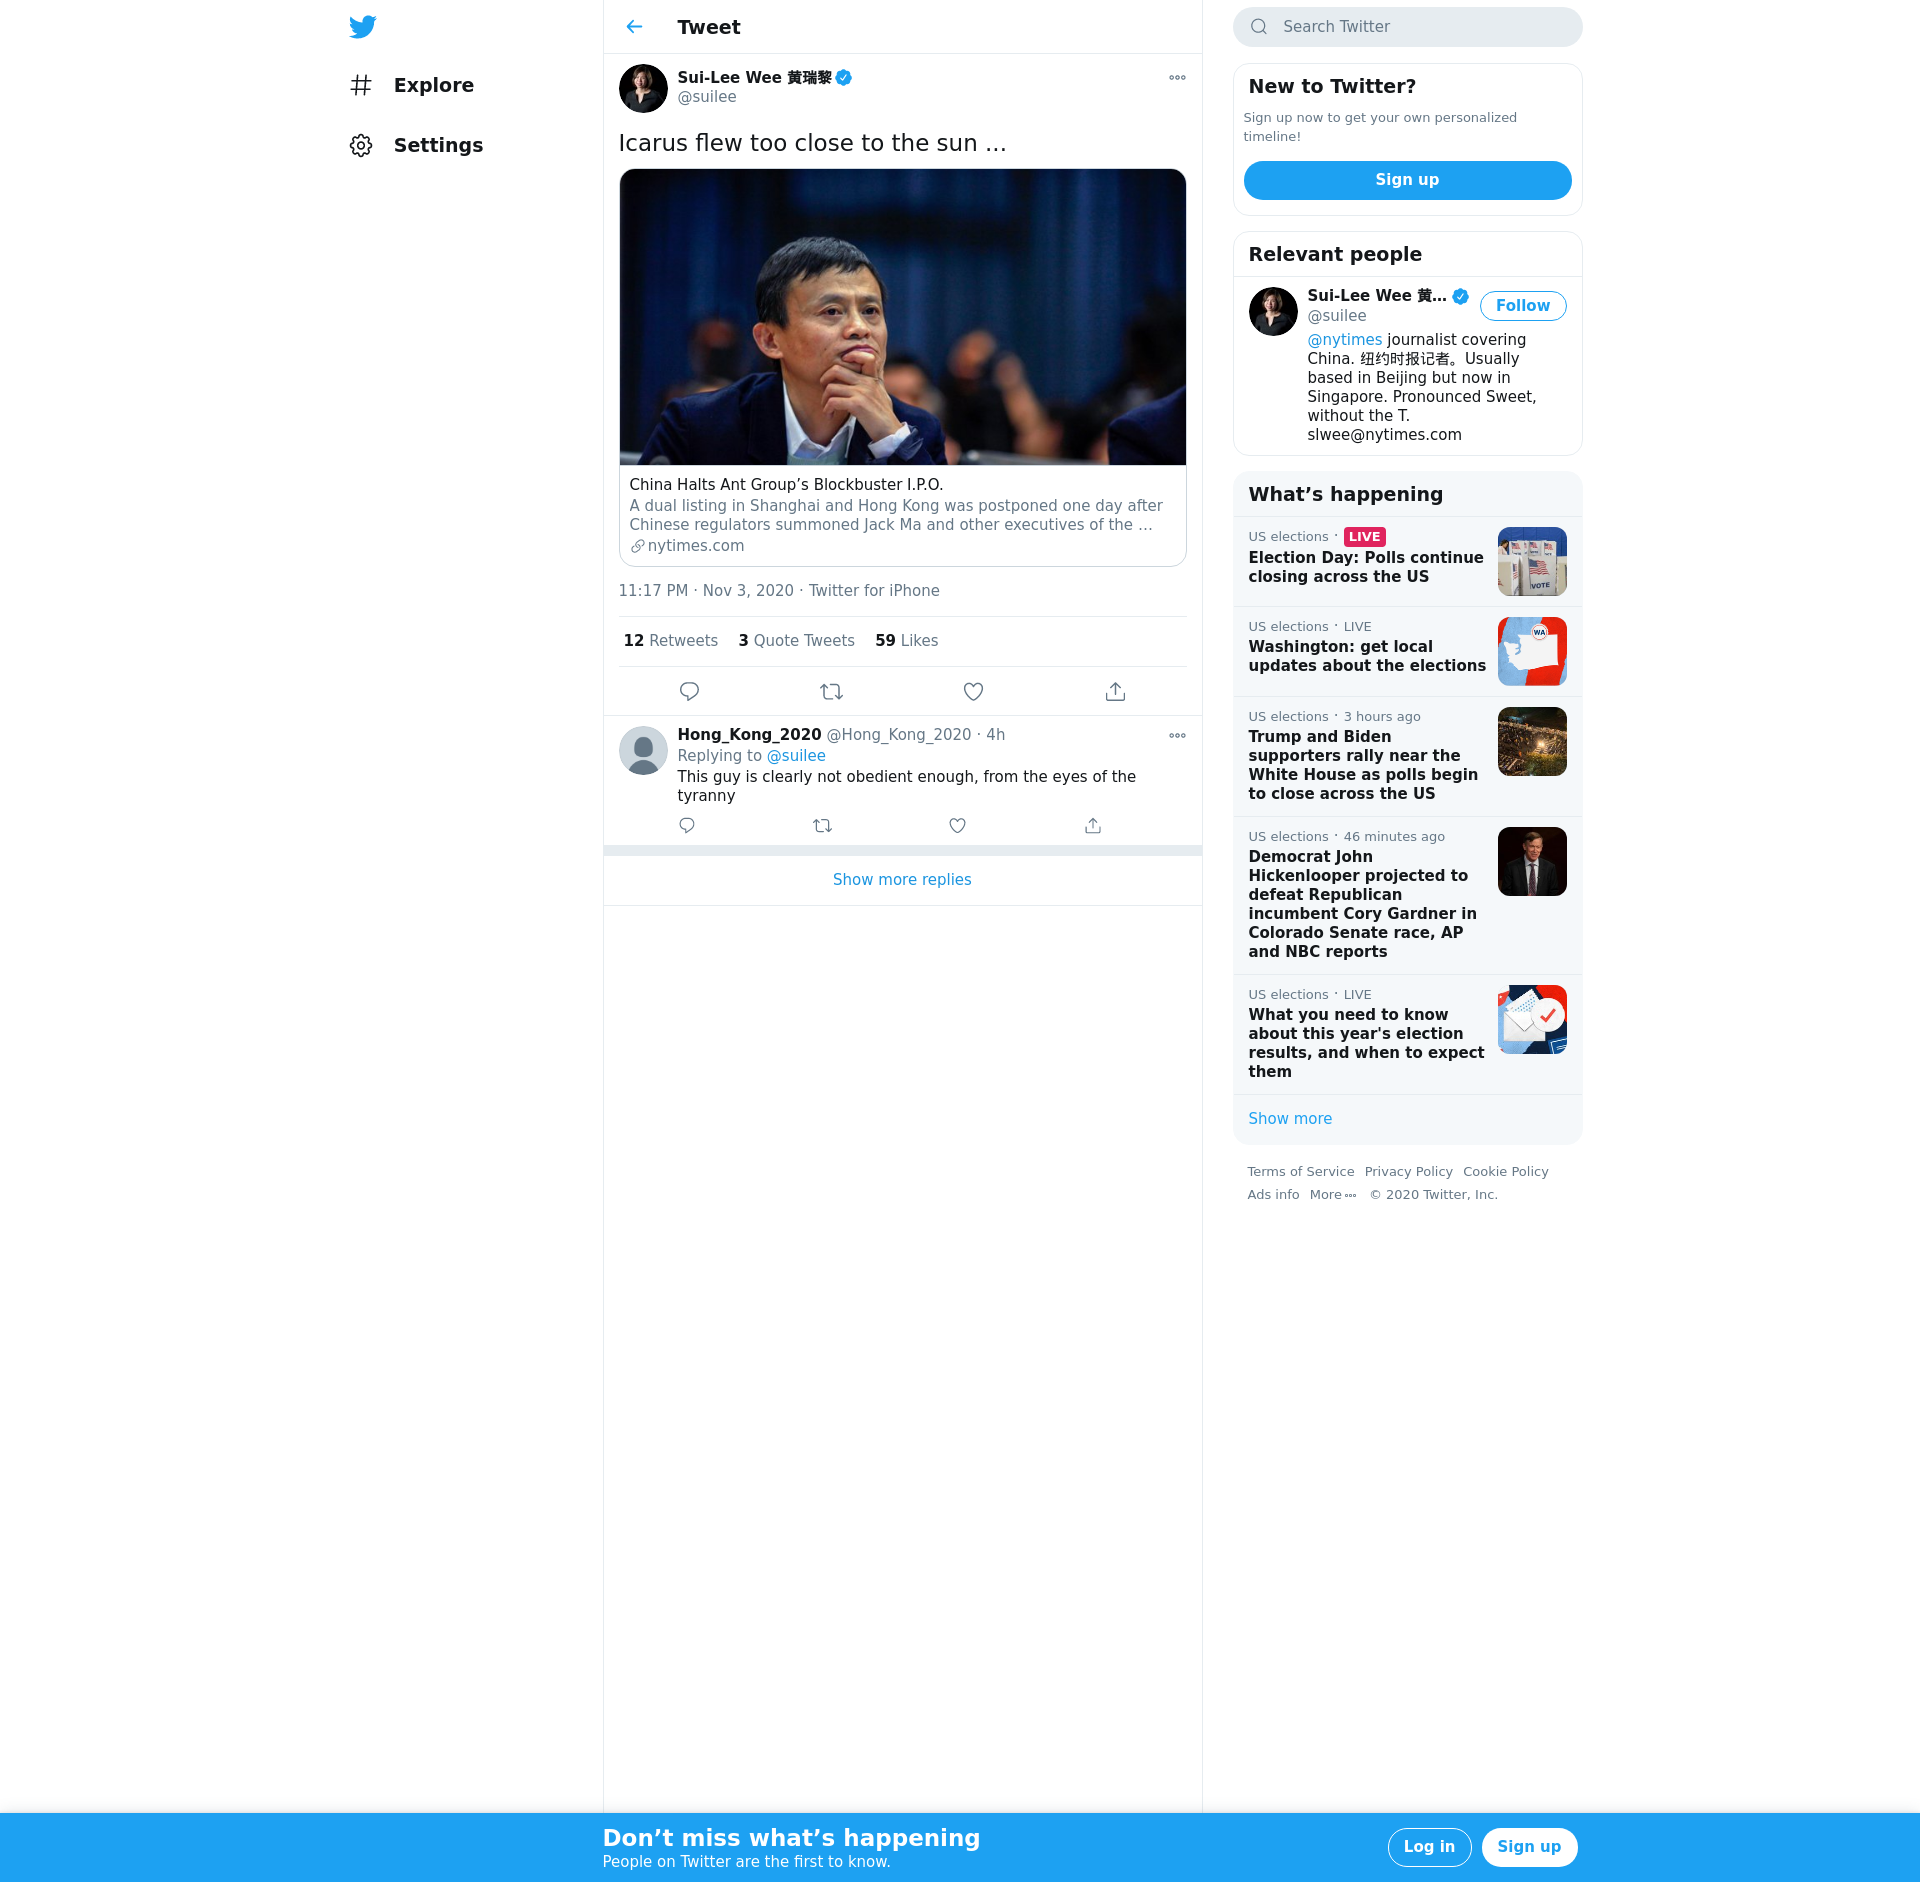 Explore
Settings
Tweet
Sui-Lee Wee 黄瑞黎
@suilee
Icarus flew too close to the sun ...
China Halts Ant Group’s Blockbuster I.P.O.
A dual listing in Shanghai and Hong Kong was postponed one day after
Chinese regulators summoned Jack Ma and other executives of the …
nytimes.com
11:17 PM · Nov 3, 2020 · Twitter for iPhone
12 Retweets 3 Quote Tweets 59 Likes
Hong_Kong_2020 @Hong_Kong_2020 · 4h
Replying to @suilee
This guy is clearly not obedient enough, from the eyes of the
tyranny
Show more replies
Search Twitter
New to Twitter?
Sign up now to get your own personalized
timeline!
Sign up
Relevant people
Sui-Lee Wee 黄…
@suilee
Follow
@nytimes journalist covering
China. 纽约时报记者。Usually
based in Beijing but now in
Singapore. Pronounced Sweet,
without the T.
slwee@nytimes.com
What’s happening
US elections · LIVE
Election Day: Polls continue
closing across the US
VOTE
US elections · LIVE
Washington: get local
updates about the elections
WA
US elections · 3 hours ago
Trump and Biden
supporters rally near the
White House as polls begin
to close across the US
US elections · 46 minutes ago
Democrat John
Hickenlooper projected to
defeat Republican
incumbent Cory Gardner in
Colorado Senate race, AP
and NBC reports
US elections · LIVE
What you need to know
about this year's election
results, and when to expect
them
Show more
Terms of Service Privacy Policy Cookie Policy
Ads info More © 2020 Twitter, Inc.
Don’t miss what’s happening
People on Twitter are the first to know.
Log in
Sign up